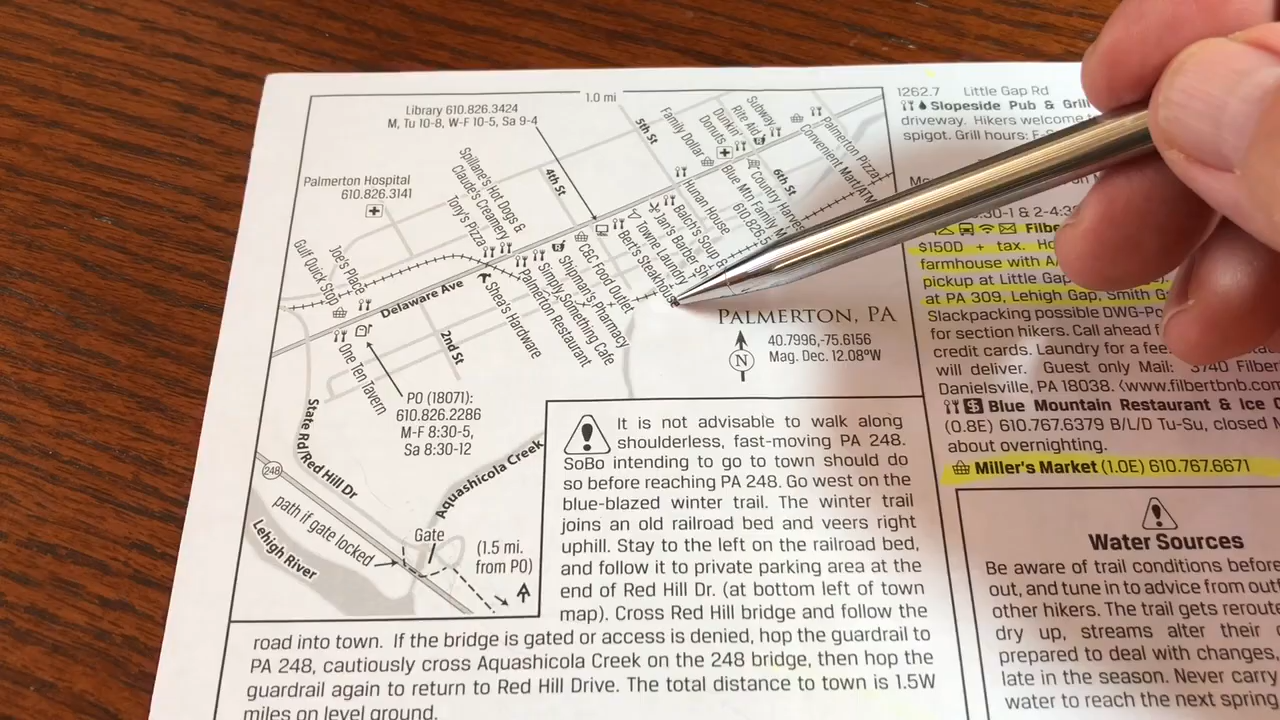 1.0 mi
Library 610.826.3424
M, Tu 10-8, W-F 10-5, Sa 9-4
Palmerton Hospital
610.826.3141
Gulf Quick Stop
Joe's Place
Spilline's Hot Dogs &
Claude's Creamery
Tony's Pizza
4th St
5th St
6th St
Family Dollar
Dunkin'
Donuts
Rite Aid
Subway
Palmerton Pizza
Convenient Mart/ATM
Country Harvest
Blue Mtn Family
610.826.5
Hunan House
Balch's Soup &
Jan's Barber
Towne Laundry
Bert's Steakhouse
C&C Food Outlet
Shipman's Pharmacy
Simply Something Cafe
Palmerton Restaurant
Shea's Hardware
Delaware Ave
2nd St
One Ten Tavern
PO (18071):
610.826.2286
M-F 8:30-5,
Sa 8:30-12
PALMERTON, PA
N
40.7996,-75.6156
Mag. Dec. 12.08°W
State Rd/Red Hill Dr
248
path if gate locked
Lehigh River
Aquashicola Creek
Gate
(1.5 mi.
from PO)
It is not advisable to walk along
shoulderless, fast-moving PA 248.
SoBo intending to go to town should do
so before reaching PA 248. Go west on the
blue-blazed winter trail. The winter trail
joins an old railroad bed and veers right
uphill. Stay to the left on the railroad bed,
and follow it to private parking area at the
end of Red Hill Dr. (at bottom left of town
map). Cross Red Hill bridge and follow the
road into town. If the bridge is gated or access is denied, hop the guardrail to
PA 248, cautiously cross Aquashicola Creek on the 248 bridge, then hop the
guardrail again to return to Red Hill Drive. The total distance to town is 1.5W
miles on level ground.
1262.7 Little Gap Rd
Slopeside Pub & Grill
driveway. Hikers welcome
spigot. Grill hours:
Filbe
$1500 + tax.
farmhouse with
pickup at Little Gap
at PA 309, Lehigh Gap, Smith
Slackpacking possible DWG-Po
for section hikers. Call ahead
credit cards. Laundry for a fee.
will deliver. Guest only Mail: 3740 Filber
Danielsville, PA 18038. (www.filbertbnb.com
Blue Mountain Restaurant & Ice
(0.8E) 610.767.6379 B/L/D Tu-Su, closed M
about overnighting.
Miller's Market (1.0E) 610.767.6671
Water Sources
Be aware of trail conditions before
out, and tune in to advice from out
other hikers. The trail gets reroute
dry up, streams alter their
prepared to deal with changes,
late in the season. Never carry
water to reach the next spring